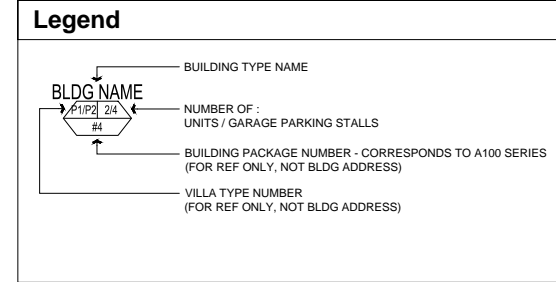 Legend
BUILDING TYPE NAME
BLDG NAME
P1/P2 2/4
#4
NUMBER OF :
UNITS / GARAGE PARKING STALLS
BUILDING PACKAGE NUMBER - CORRESPONDS TO A100 SERIES
(FOR REF ONLY, NOT BLDG ADDRESS)
VILLA TYPE NUMBER
(FOR REF ONLY, NOT BLDG ADDRESS)